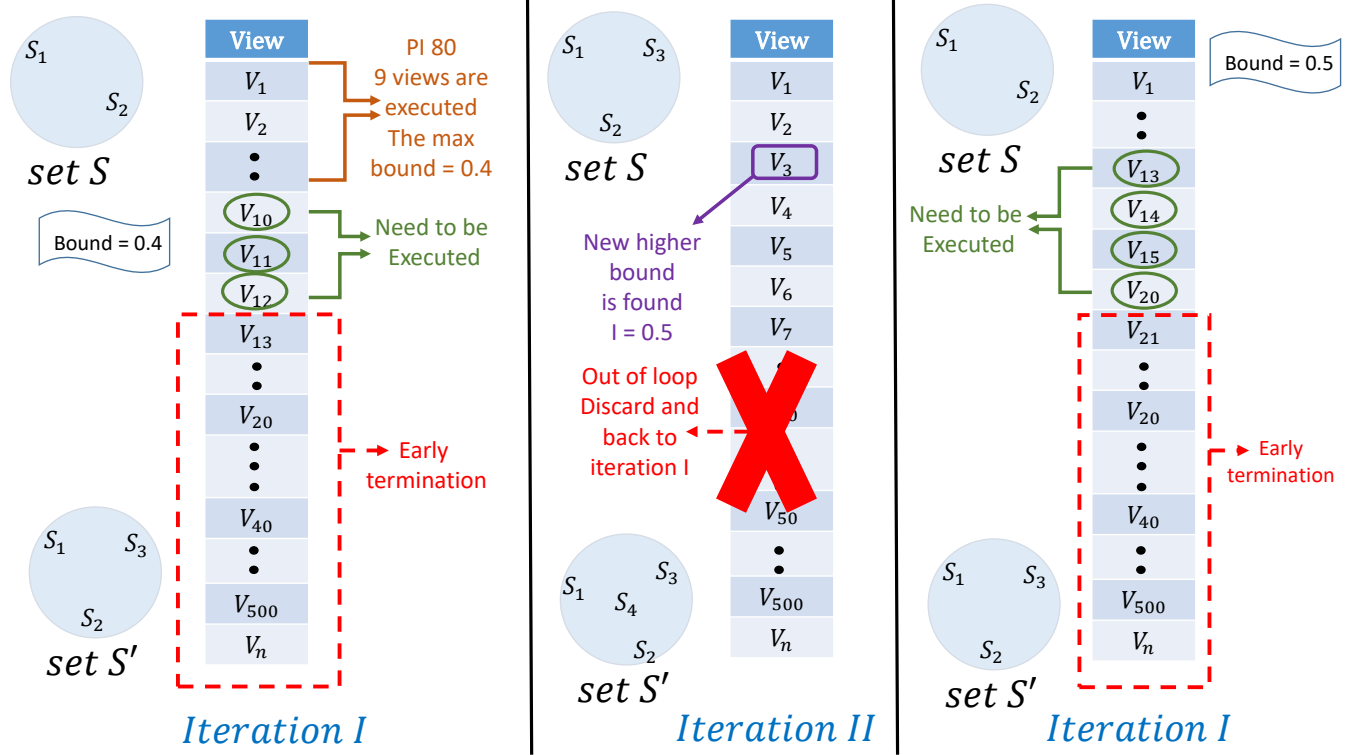 View
S₁
S₂
set S
V₁
V₂
PI 80
9 views are
executed
The max
bound = 0.4
Bound = 0.4
V₁₀
V₁₁
V₁₂
Need to be
Executed
V₁₃
V₂₀
V₄₀
V₅₀₀
Vₙ
Early
termination
S₁
S₃
S₂
set S′
Iteration I
View
S₁
S₃
S₂
set S
V₁
V₂
V₃
V₄
V₅
V₆
V₇
New higher
bound
is found
I = 0.5
Out of loop
Discard and
back to
iteration I
V₅₀
V₅₀₀
Vₙ
S₁
S₃
S₄
S₂
set S′
Iteration II
View
Bound = 0.5
S₁
S₂
set S
V₁
V₁₃
V₁₄
V₁₅
V₂₀
Need to be
Executed
V₂₁
V₂₀
V₄₀
V₅₀₀
Vₙ
Early
termination
S₁
S₃
S₂
set S′
Iteration I